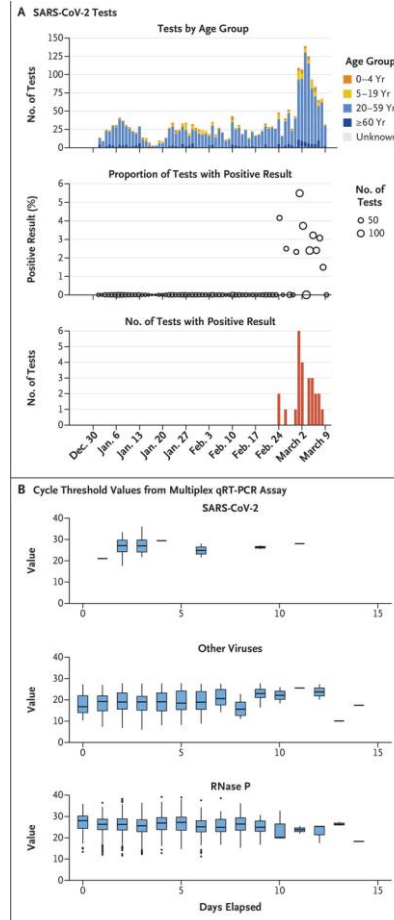 A SARS-CoV-2 Tests
Tests by Age Group
No. of Tests
150
125
100
75
50
25
0
Age Group
0–4 Yr
5–19 Yr
20–59 Yr
≥60 Yr
Unknown
Proportion of Tests with Positive Result
Positive Result (%)
6
5
4
3
2
1
0
No. of Tests
50
100
No. of Tests with Positive Result
No. of Tests
6
5
4
3
2
1
0
Dec. 30
Jan. 6
Jan. 13
Jan. 20
Jan. 27
Feb. 3
Feb. 10
Feb. 17
Feb. 24
March 2
March 9
B Cycle Threshold Values from Multiplex qRT-PCR Assay
SARS-CoV-2
Value
40
30
20
10
0
0 5 10 15
Other Viruses
Value
40
30
20
10
0
0 5 10 15
RNase P
Value
40
30
20
10
0
0 5 10 15
Days Elapsed